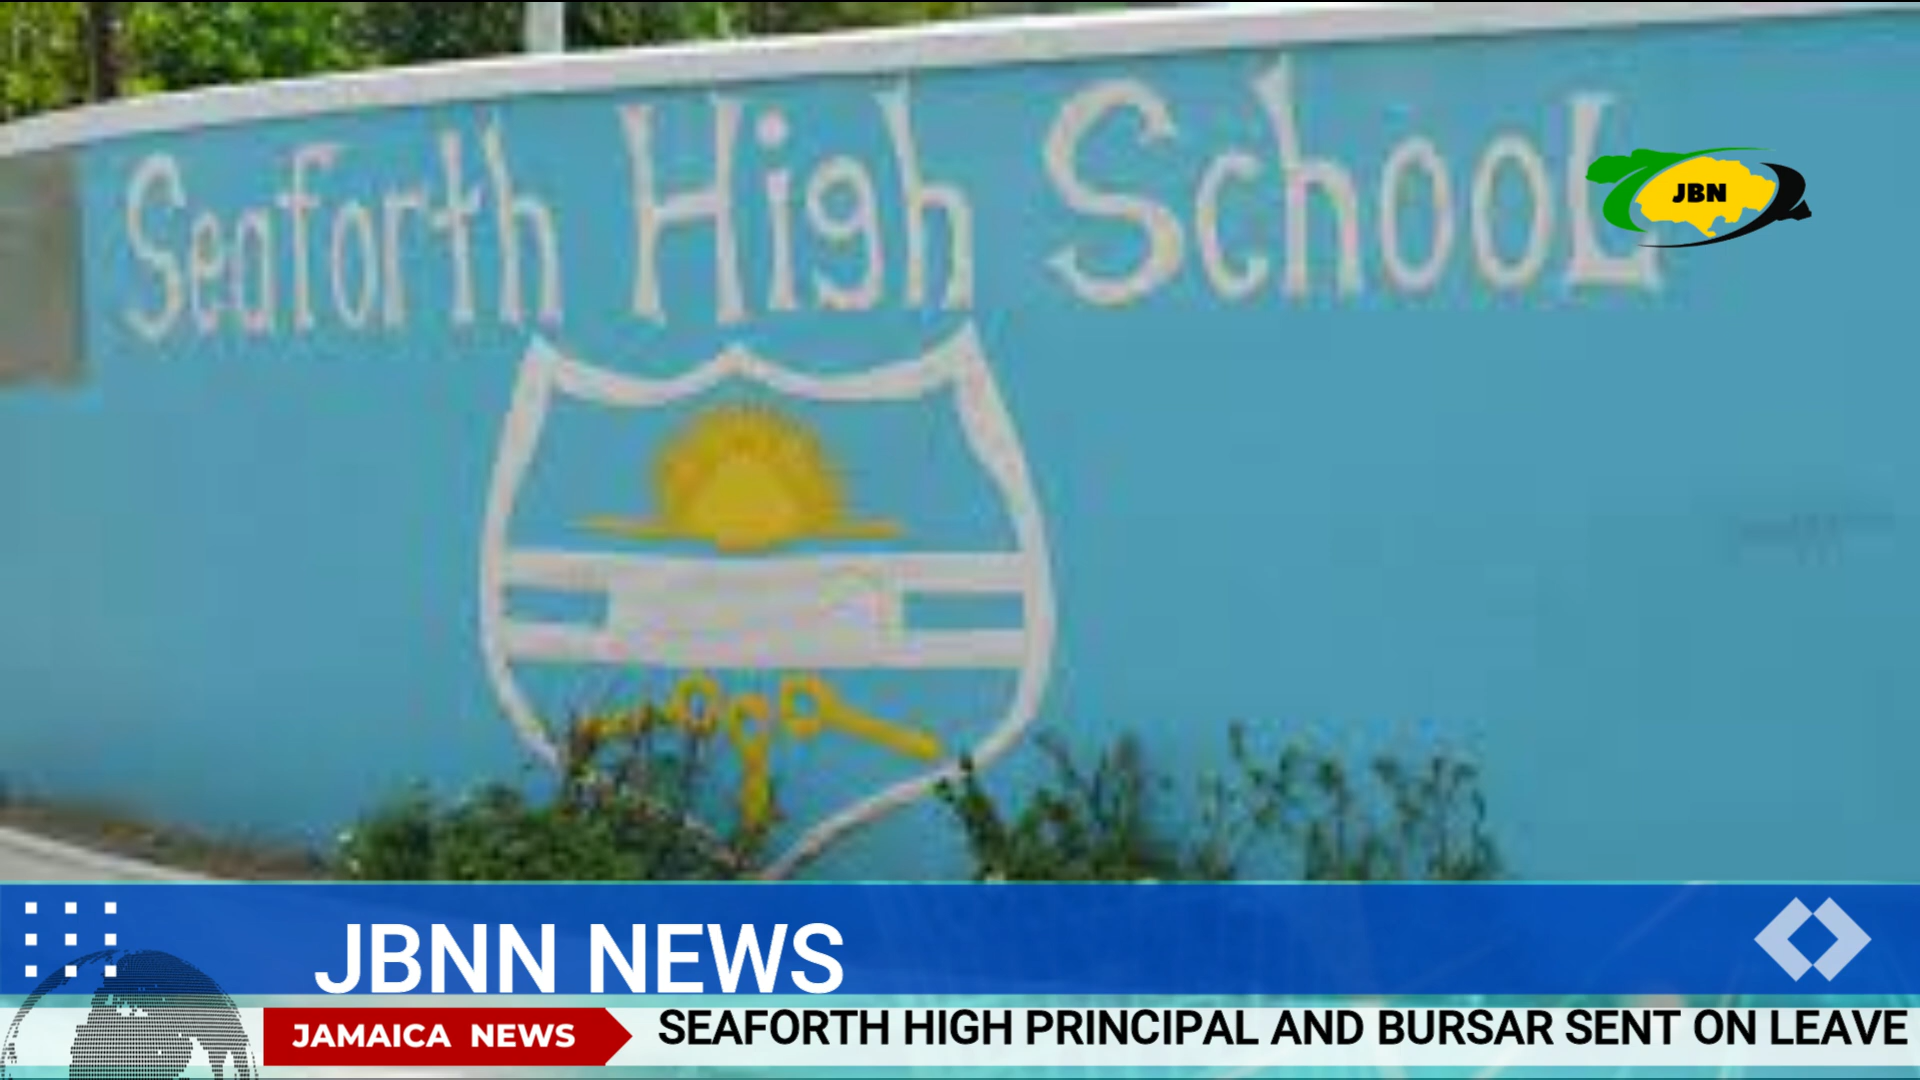 Seaforth High School
JBN
JBNN NEWS
JAMAICA NEWS
SEAFORTH HIGH PRINCIPAL AND BURSAR SENT ON LEAVE